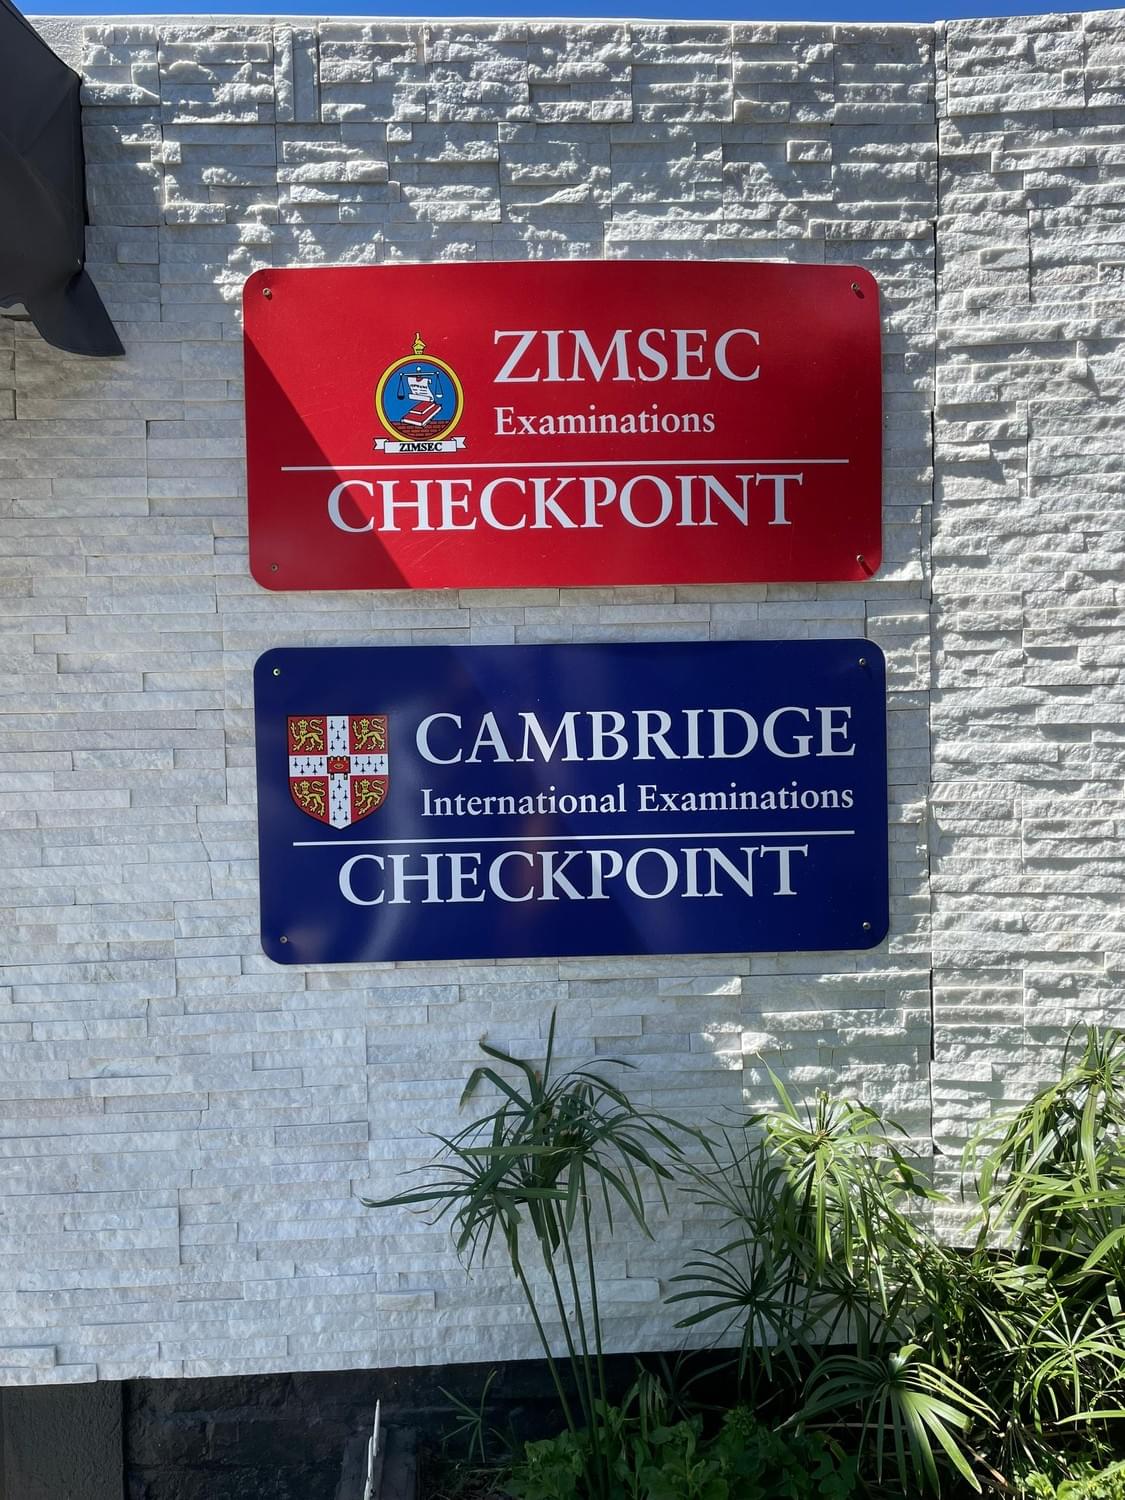 ZIMSEC
Examinations
ZIMSEC
CHECKPOINT
CAMBRIDGE
International Examinations
CHECKPOINT